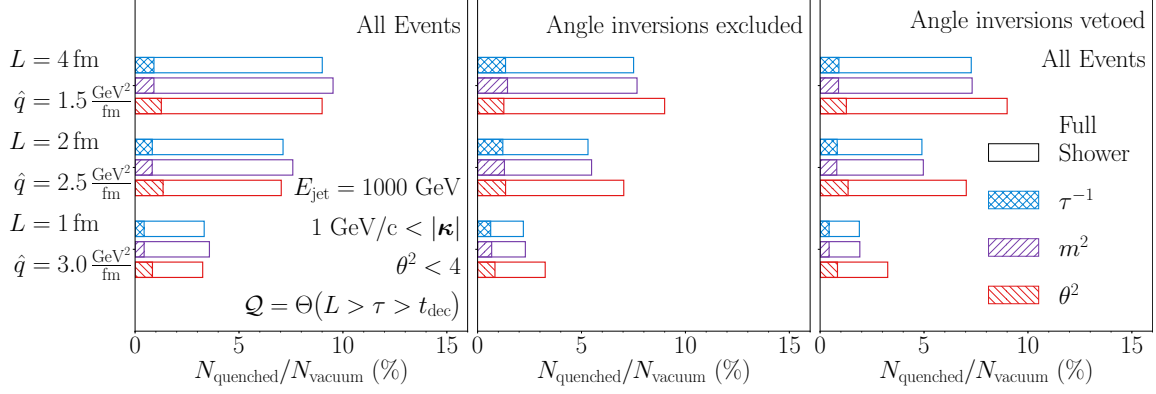 All Events
Angle inversions excluded
Angle inversions vetoed
All Events
L = 4 fm
q̂ = 1.5 GeV²/fm
L = 2 fm
q̂ = 2.5 GeV²/fm
L = 1 fm
q̂ = 3.0 GeV²/fm
E_jet = 1000 GeV
1 GeV/c < |κ|
θ² < 4
𝒬 = Θ(L > τ > t_dec)
Full
Shower
τ⁻¹
m²
θ²
0 5 10 15
0 5 10 15
0 5 10 15
N_quenched/N_vacuum (%)
N_quenched/N_vacuum (%)
N_quenched/N_vacuum (%)